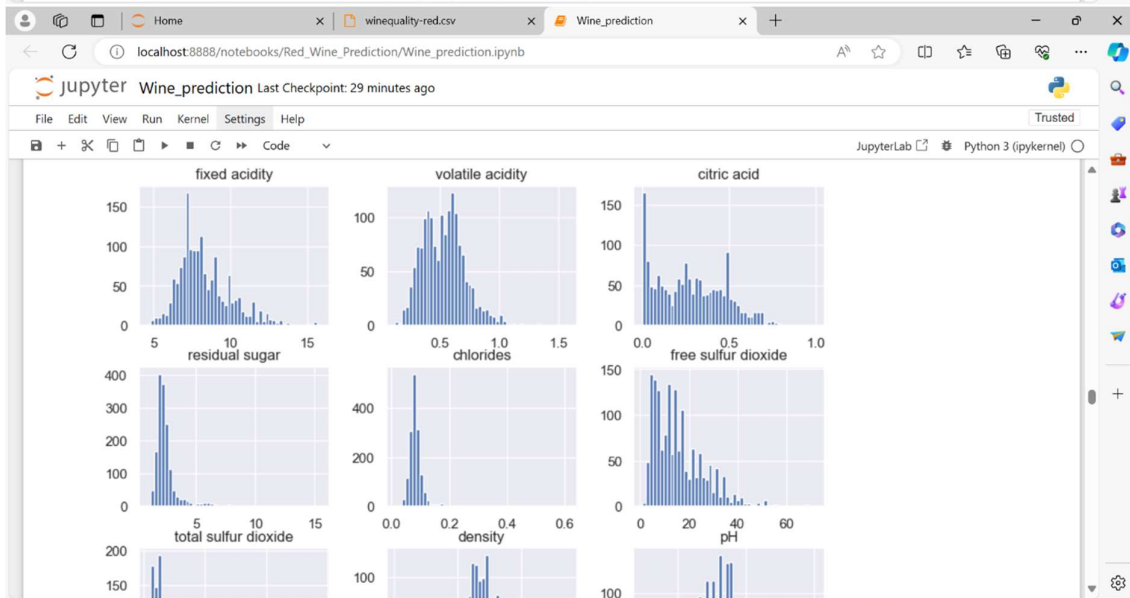 Home
winequality-red.csv
Wine_prediction
localhost:8888/notebooks/Red_Wine_Prediction/Wine_prediction.ipynb
jupyter Wine_prediction Last Checkpoint: 29 minutes ago
File Edit View Run Kernel Settings Help Trusted
Code JupyterLab Python 3 (ipykernel)
fixed acidity volatile acidity citric acid
150 100 150
100 50 100
50 0 50
0 0
5 10 15 0.5 1.0 1.5 0.0 0.5 1.0
residual sugar chlorides free sulfur dioxide
400 400 150
300 200 100
200 0 50
100 0
0
5 10 15 0.0 0.2 0.4 0.6 0 20 40 60
total sulfur dioxide density pH
200 100 100
150